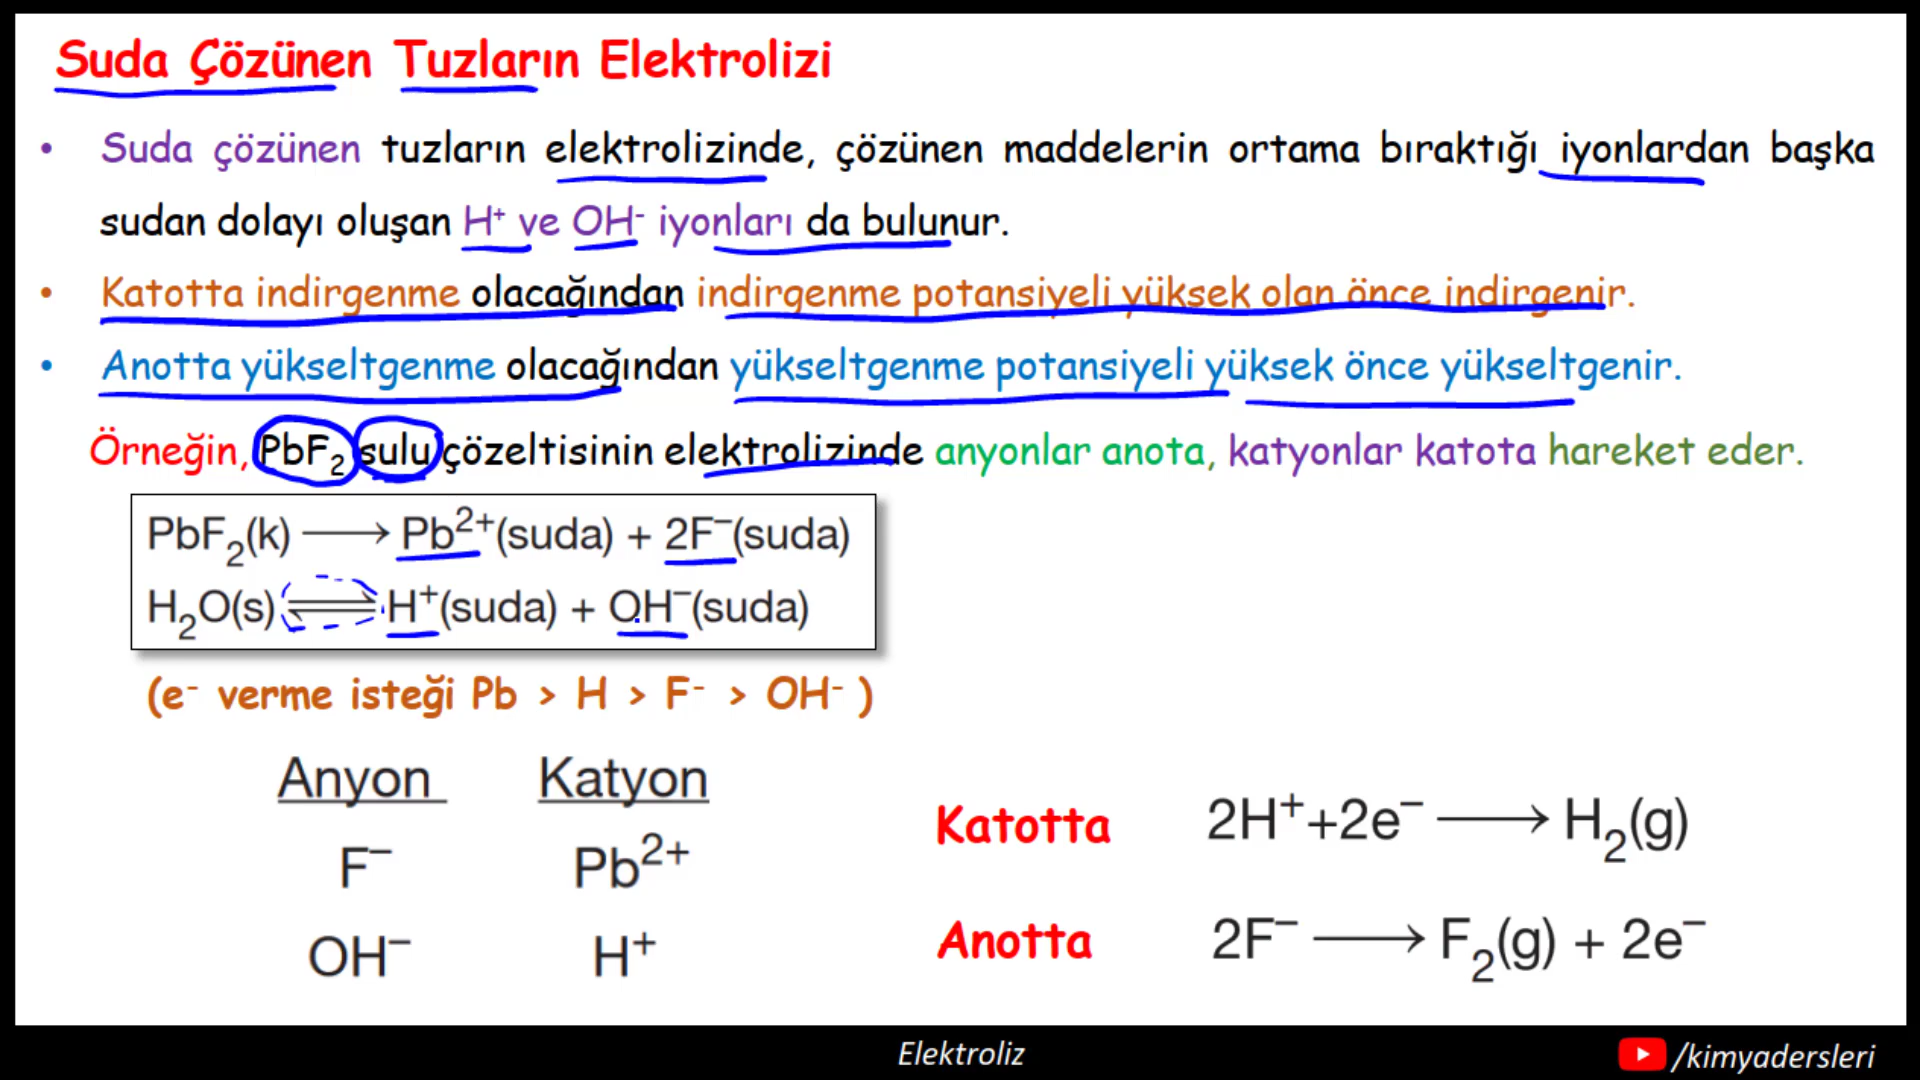 Suda Çözünen Tuzların Elektrolizi
• Suda çözünen tuzların elektrolizinde, çözünen maddelerin ortama bıraktığı iyonlardan başka
sudan dolayı oluşan H⁺ ve OH⁻ iyonları da bulunur.
• Katotta indirgenme olacağından indirgenme potansiyeli yüksek olan önce indirgenir.
• Anotta yükseltgenme olacağından yükseltgenme potansiyeli yüksek önce yükseltgenir.
Örneğin, PbF₂ sulu çözeltisinin elektrolizinde anyonlar anota, katyonlar katota hareket eder.
PbF₂(k) ⟶ Pb²⁺(suda) + 2F⁻(suda)
H₂O(s) ⇌ H⁺(suda) + OH⁻(suda)
(e⁻ verme isteği Pb > H > F⁻ > OH⁻ )
Anyon Katyon
F⁻ Pb²⁺
OH⁻ H⁺
Katotta 2H⁺+2e⁻ ⟶ H₂(g)
Anotta 2F⁻ ⟶ F₂(g) + 2e⁻
Elektroliz
/kimyadersleri